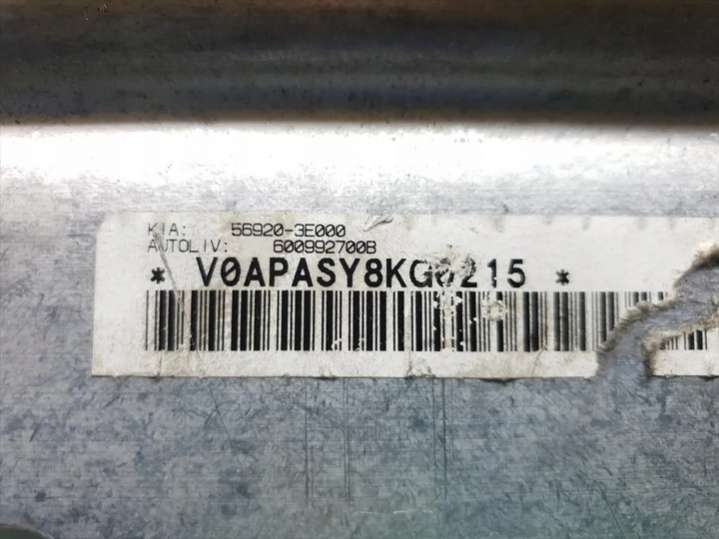 KIA: 56920-3E000
AUTOLIV: 600992700B
* V0APASY8KG0215 *